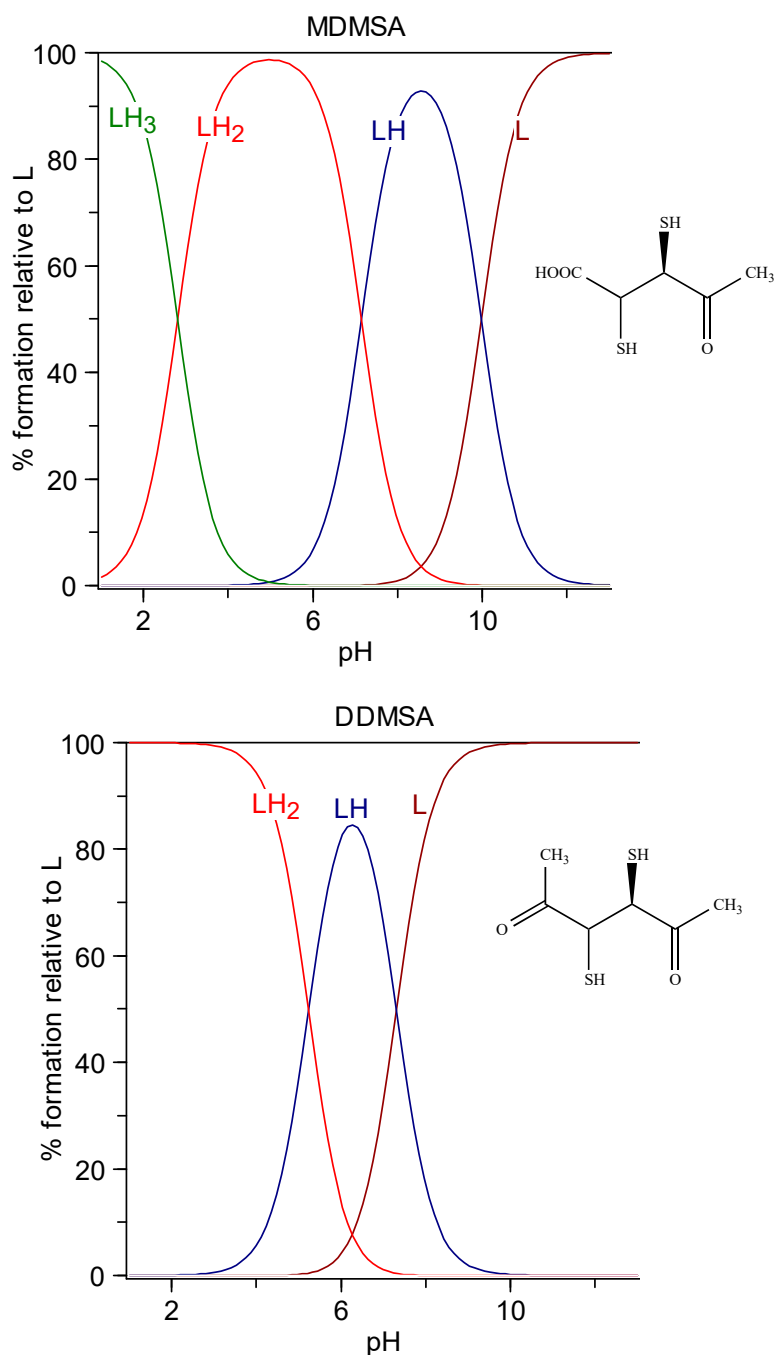 MDMSA
% formation relative to L
100
80
60
40
20
0
LH3
LH2
LH
L
2
6
10
pH
SH
HOOC
CH3
SH
O
DDMSA
% formation relative to L
100
80
60
40
20
0
LH2
LH
L
2
6
10
pH
CH3
SH
CH3
O
SH
O